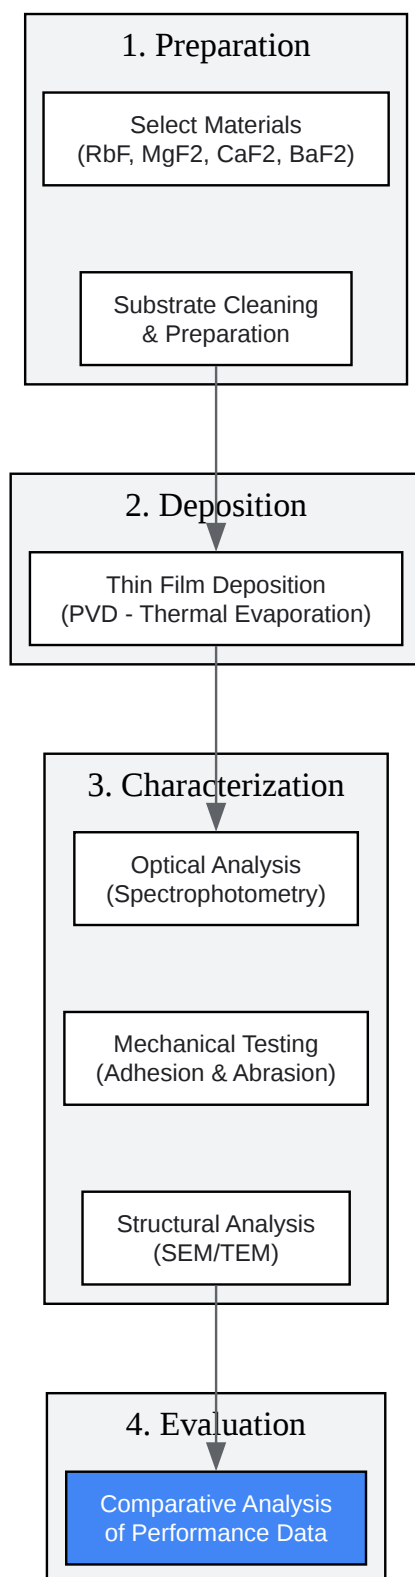 1. Preparation
Select Materials
(RbF, MgF2, CaF2, BaF2)
Substrate Cleaning
& Preparation
2. Deposition
Thin Film Deposition
(PVD - Thermal Evaporation)
3. Characterization
Optical Analysis
(Spectrophotometry)
Mechanical Testing
(Adhesion & Abrasion)
Structural Analysis
(SEM/TEM)
4. Evaluation
Comparative Analysis
of Performance Data